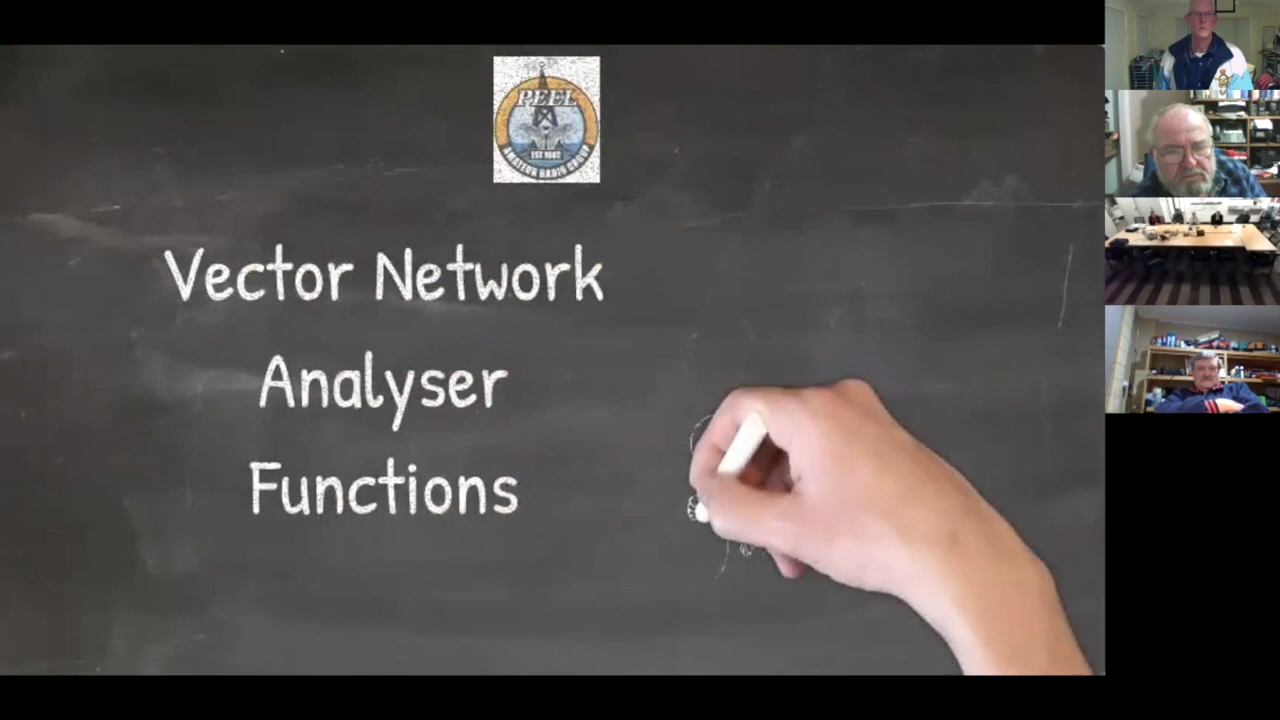 PEEL
EST 1982
AMATEUR RADIO GROUP
Vector Network
Analyser
Functions